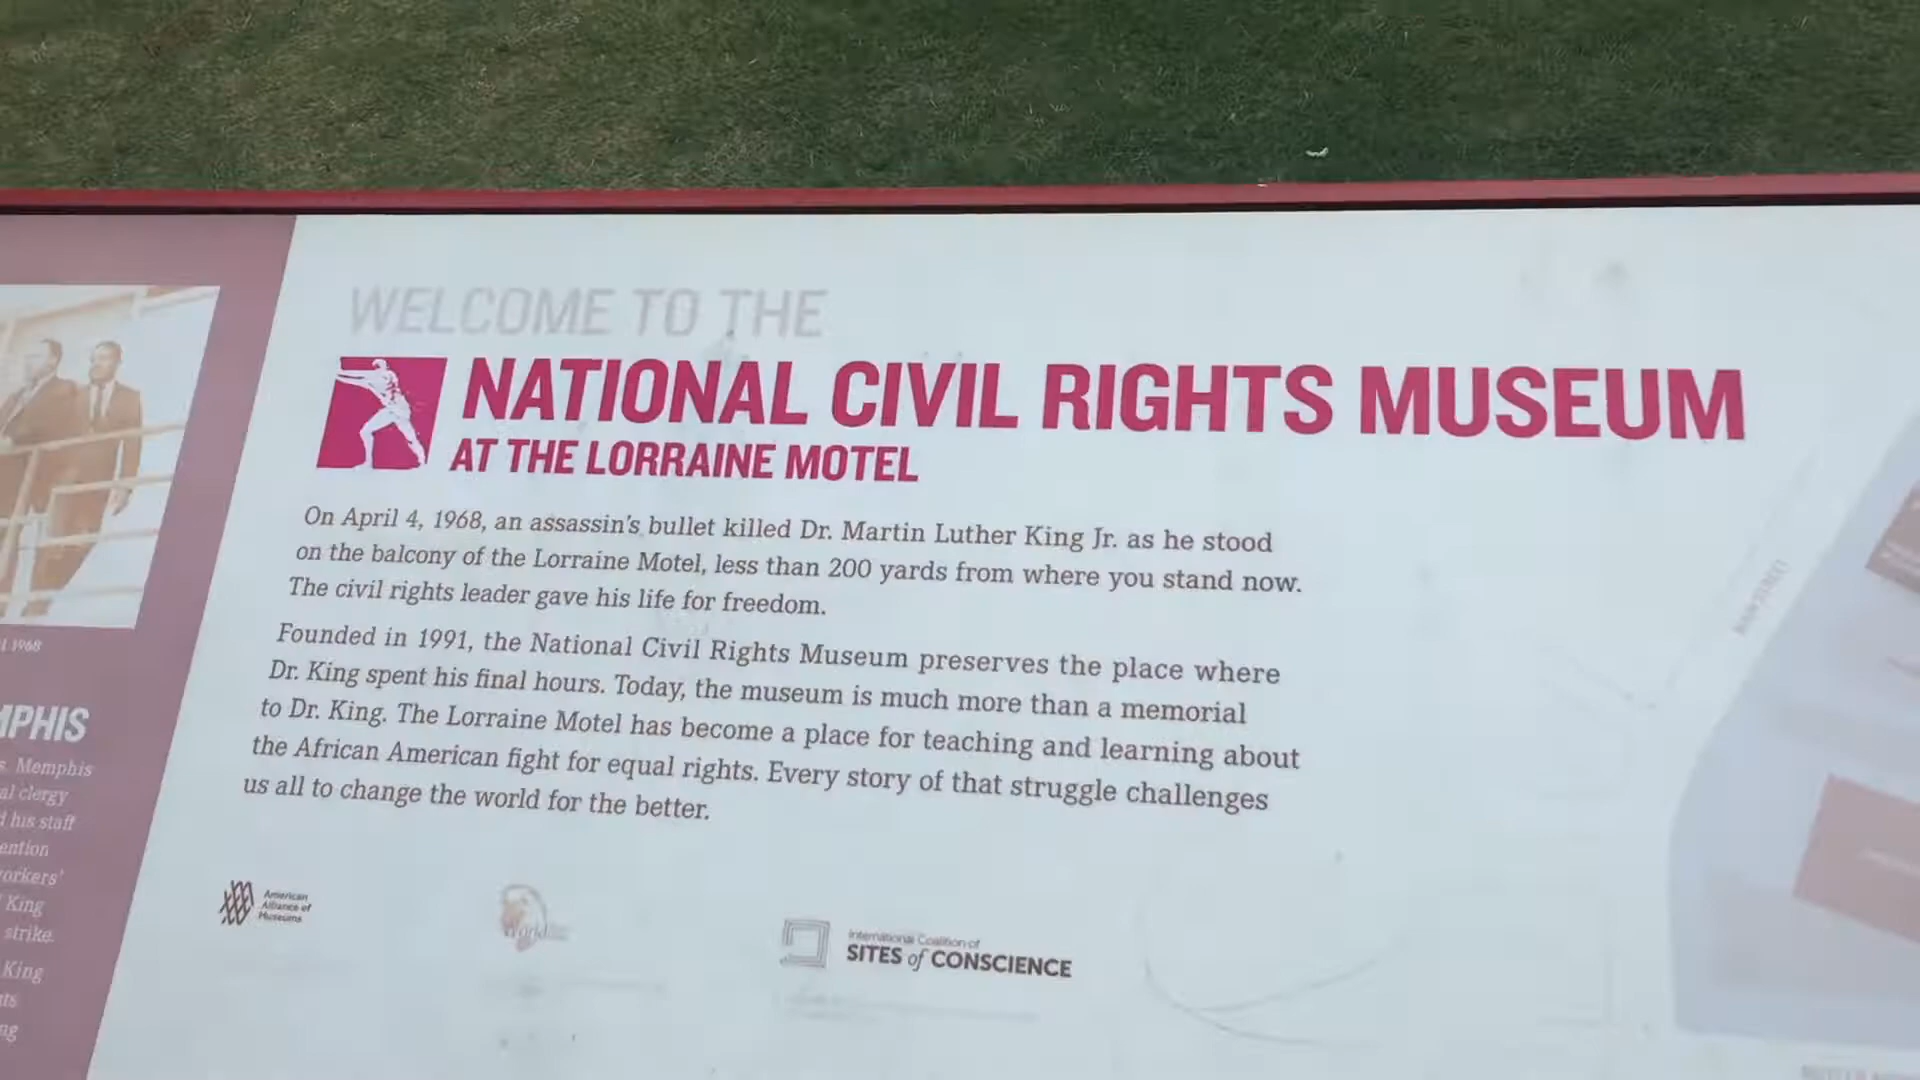 WELCOME TO THE
NATIONAL CIVIL RIGHTS MUSEUM
AT THE LORRAINE MOTEL
On April 4, 1968, an assassin's bullet killed Dr. Martin Luther King Jr. as he stood
on the balcony of the Lorraine Motel, less than 200 yards from where you stand now.
The civil rights leader gave his life for freedom.
Founded in 1991, the National Civil Rights Museum preserves the place where
Dr. King spent his final hours. Today, the museum is much more than a memorial
to Dr. King. The Lorraine Motel has become a place for teaching and learning about
the African American fight for equal rights. Every story of that struggle challenges
us all to change the world for the better.
American
Alliance of
Museums
World
International Coalition of
SITES of CONSCIENCE
1968
MPHIS
s. Memphis
al clergy
d his staff
ention
workers'
King
strike.
King
ts
ng